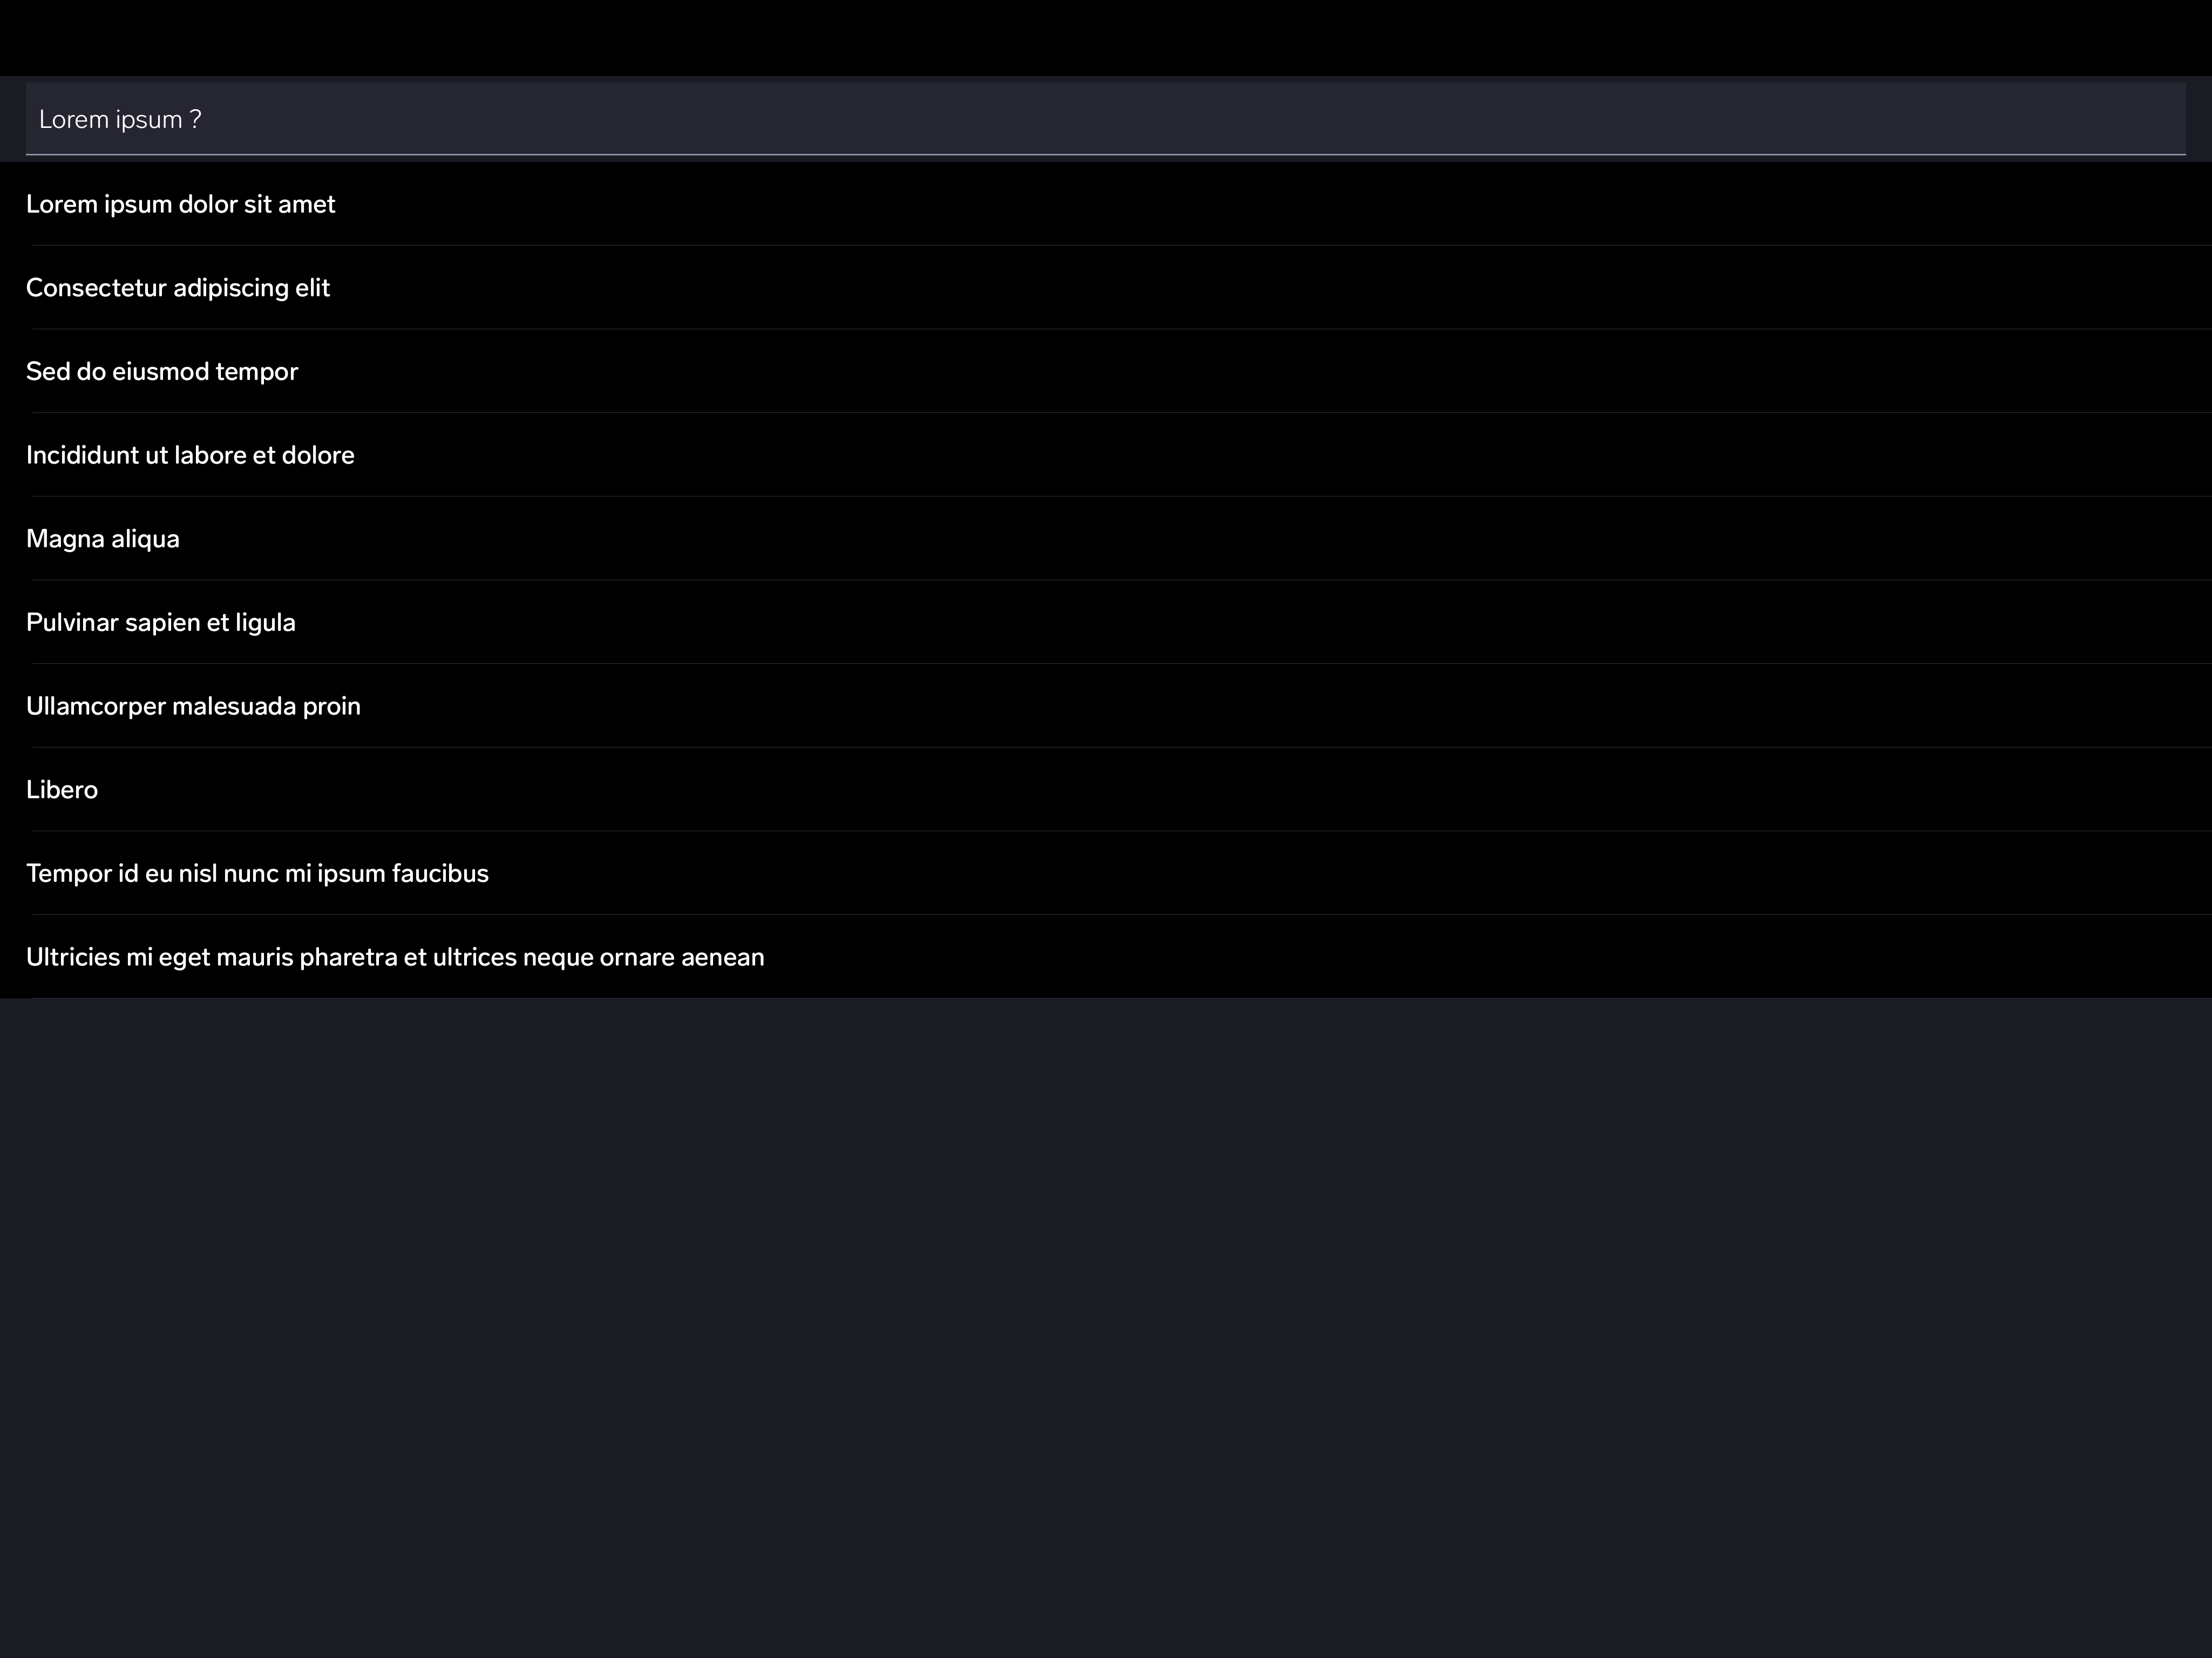 Lorem ipsum ?
Lorem ipsum dolor sit amet
Consectetur adipiscing elit
Sed do eiusmod tempor
Incididunt ut labore et dolore
Magna aliqua
Pulvinar sapien et ligula
Ullamcorper malesuada proin
Libero
Tempor id eu nisl nunc mi ipsum faucibus
Ultricies mi eget mauris pharetra et ultrices neque ornare aenean